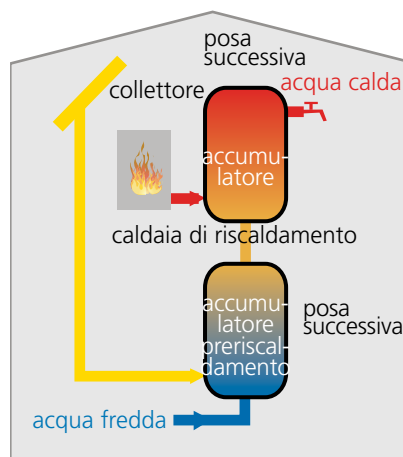 posa
successiva
acqua calda
collettore
accumu-
latore
caldaia di riscaldamento
accumu-
latore
preriscal-
damento
posa
successiva
acqua fredda